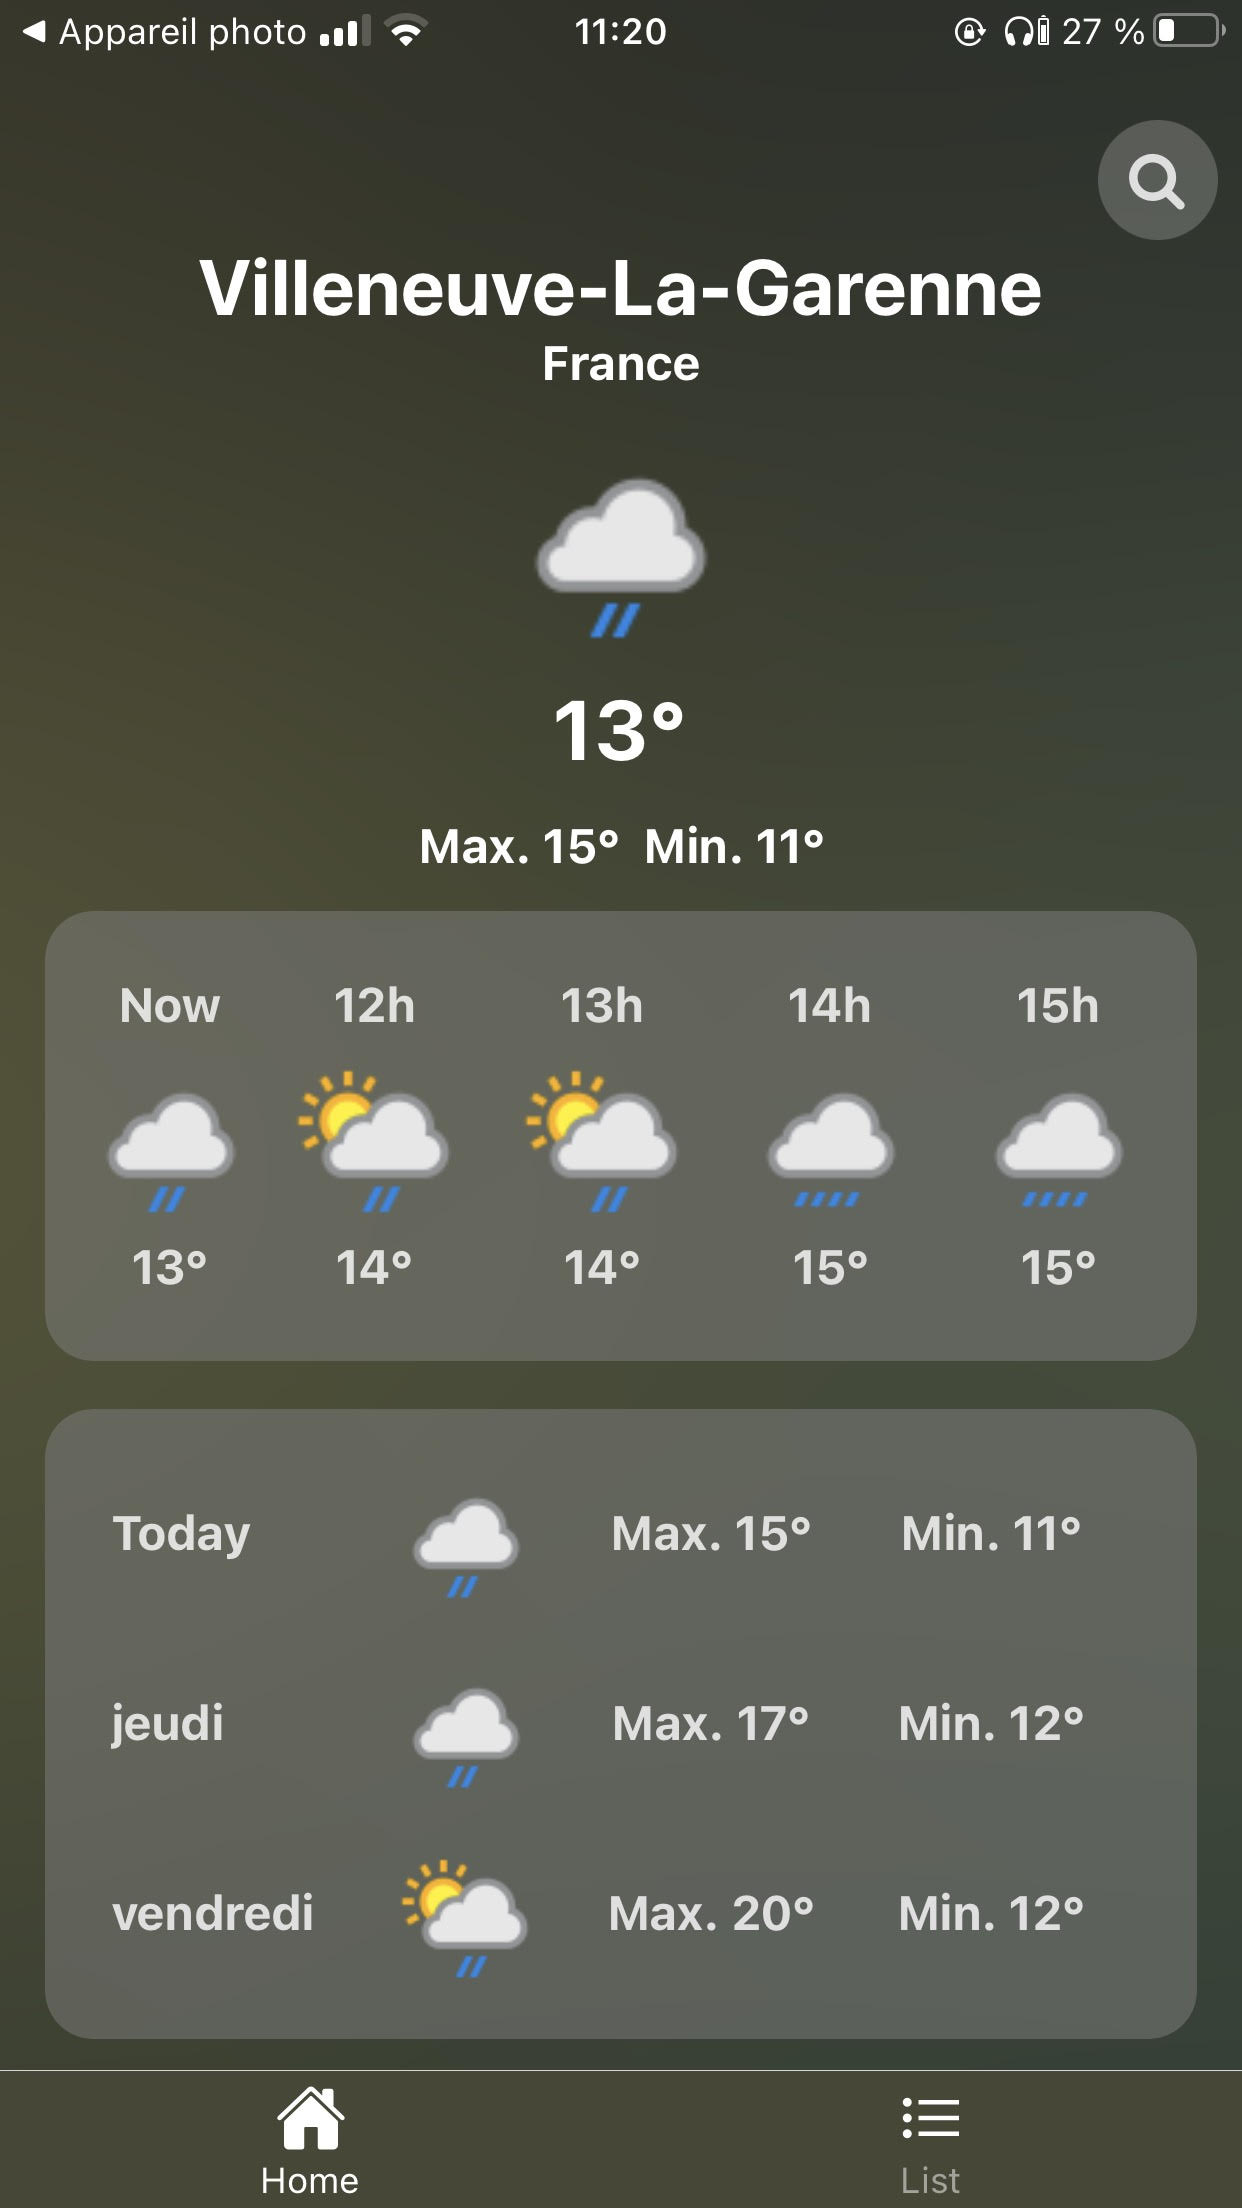 ◀ Appareil photo 11:20 27 %
Villeneuve-La-Garenne
France
13°
Max. 15° Min. 11°
Now 12h 13h 14h 15h
13° 14° 14° 15° 15°
Today Max. 15° Min. 11°
jeudi Max. 17° Min. 12°
vendredi Max. 20° Min. 12°
Home List